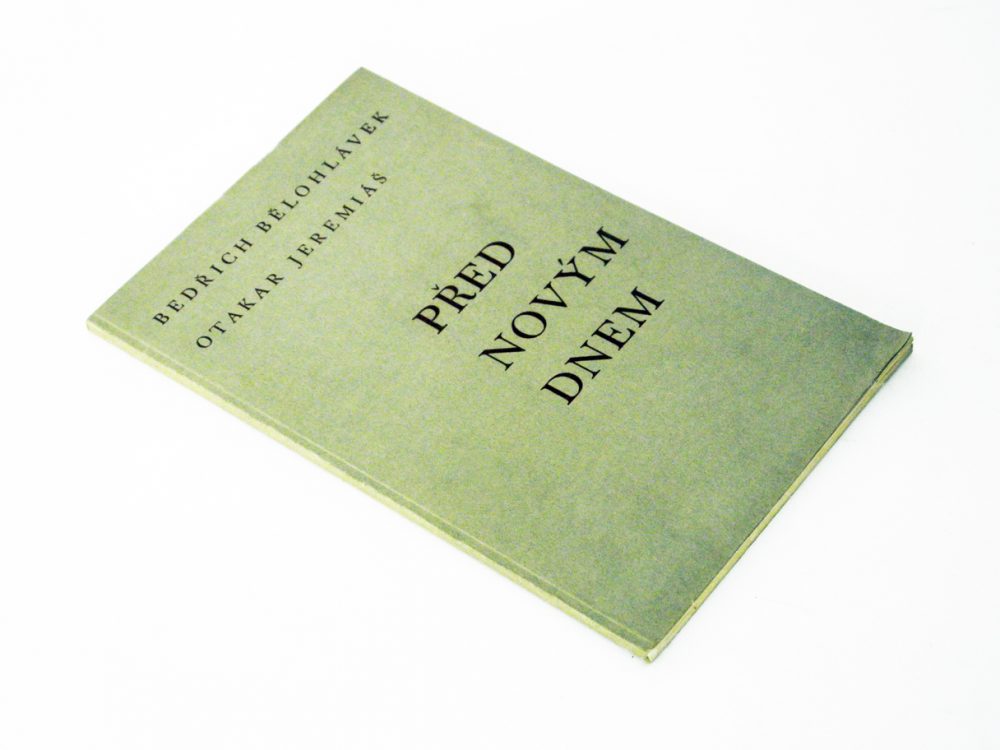 BEDŘICH BĚLOHLÁVEK
OTAKAR JEREMIÁŠ
PŘED
NOVÝM
DNEM